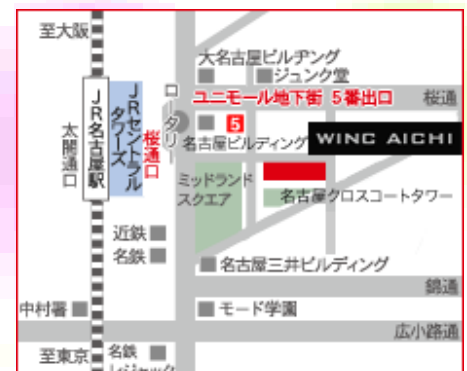 至大阪
大名古屋ビルヂング
ジュンク堂
ユニモール地下街 5番出口
桜通
ロータリー
JRセントラルタワーズ
JR名古屋駅
桜通口
太閤通口
5
名古屋ビルディング
WINC AICHI
ミッドランド
スクエア
名古屋クロスコートタワー
近鉄
名鉄
名古屋三井ビルディング
錦通
中村署
モード学園
広小路通
至東京
名鉄
レジャック